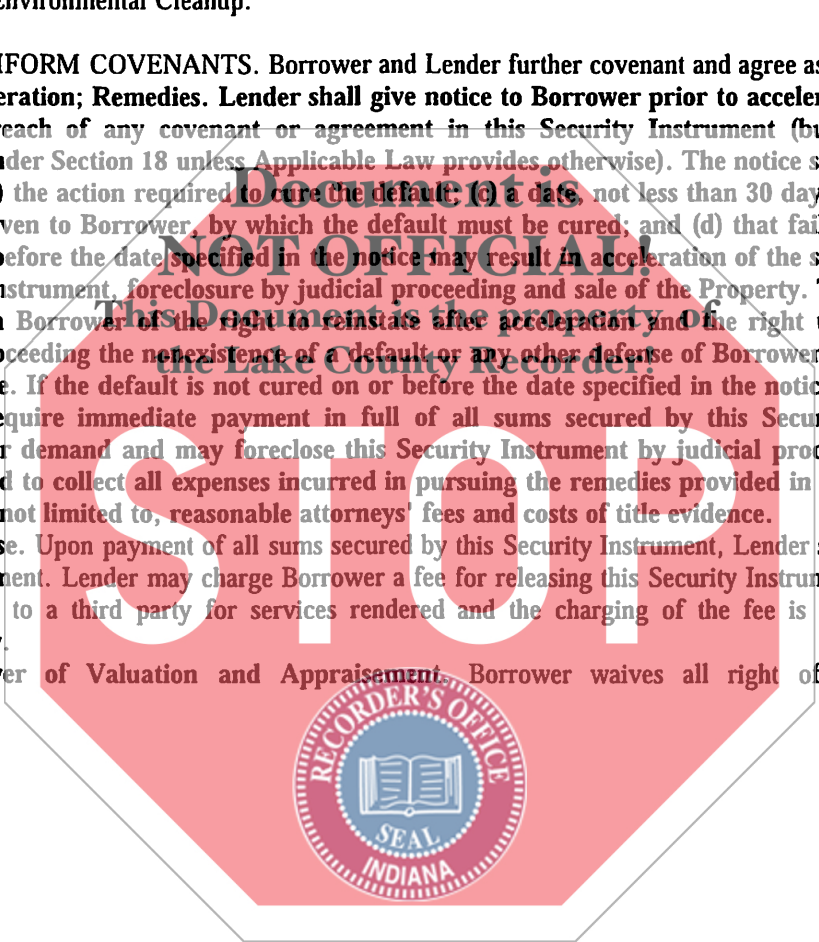 Environmental Cleanup.
IFORM COVENANTS. Borrower and Lender further covenant and agree as
eration; Remedies. Lender shall give notice to Borrower prior to acceler
reach of any covenant or agreement in this Security Instrument (bu
nder Section 18 unless Applicable Law provides otherwise). The notice s
) the action required to cure the default; (c) a date, not less than 30 day
ven to Borrower, by which the default must be cured; and (d) that fail
before the date specified in the notice may result in acceleration of the s
nstrument, foreclosure by judicial proceeding and sale of the Property. T
n Borrower of the right to reinstate after acceleration and the right
oceeding the nonexistence of a default or any other defense of Borrower
e. If the default is not cured on or before the date specified in the notic
equire immediate payment in full of all sums secured by this Secur
r demand and may foreclose this Security Instrument by judicial proc
d to collect all expenses incurred in pursuing the remedies provided in
not limited to, reasonable attorneys' fees and costs of title evidence.
se. Upon payment of all sums secured by this Security Instrument, Lender
ment. Lender may charge Borrower a fee for releasing this Security Instrum
to a third party for services rendered and the charging of the fee is
y.
er of Valuation and Appraisement. Borrower waives all right of
Document is
NOT OFFICIAL!
This Document is the property of
the Lake County Recorder!
STOP
RECORDER'S OFFICE
SEAL
INDIANA